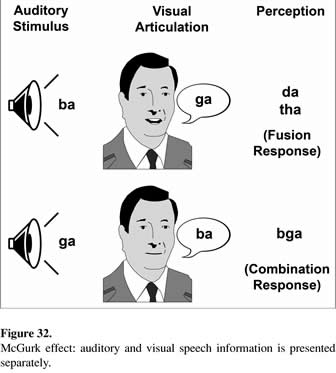 Auditory Visual Perception
Stimulus Articulation
ba ga da
tha
(Fusion
Response)
ga ba bga
(Combination
Response)
Figure 32.
McGurk effect: auditory and visual speech information is presented
separately.